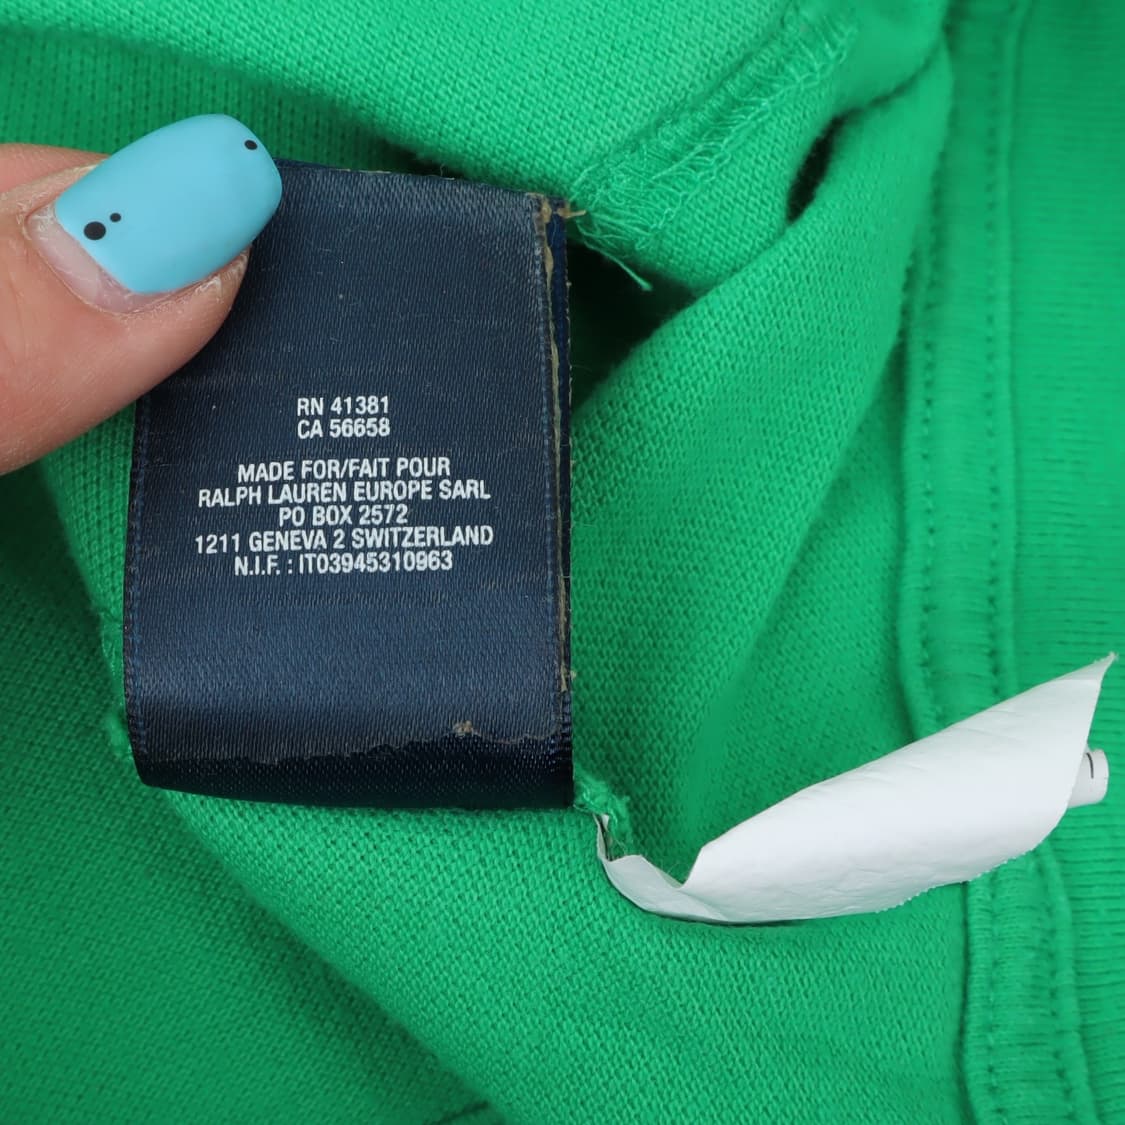 RN 41381
CA 56658
MADE FOR/FAIT POUR
RALPH LAUREN EUROPE SARL
PO BOX 2572
1211 GENEVA 2 SWITZERLAND
N.I.F. : IT03945310963